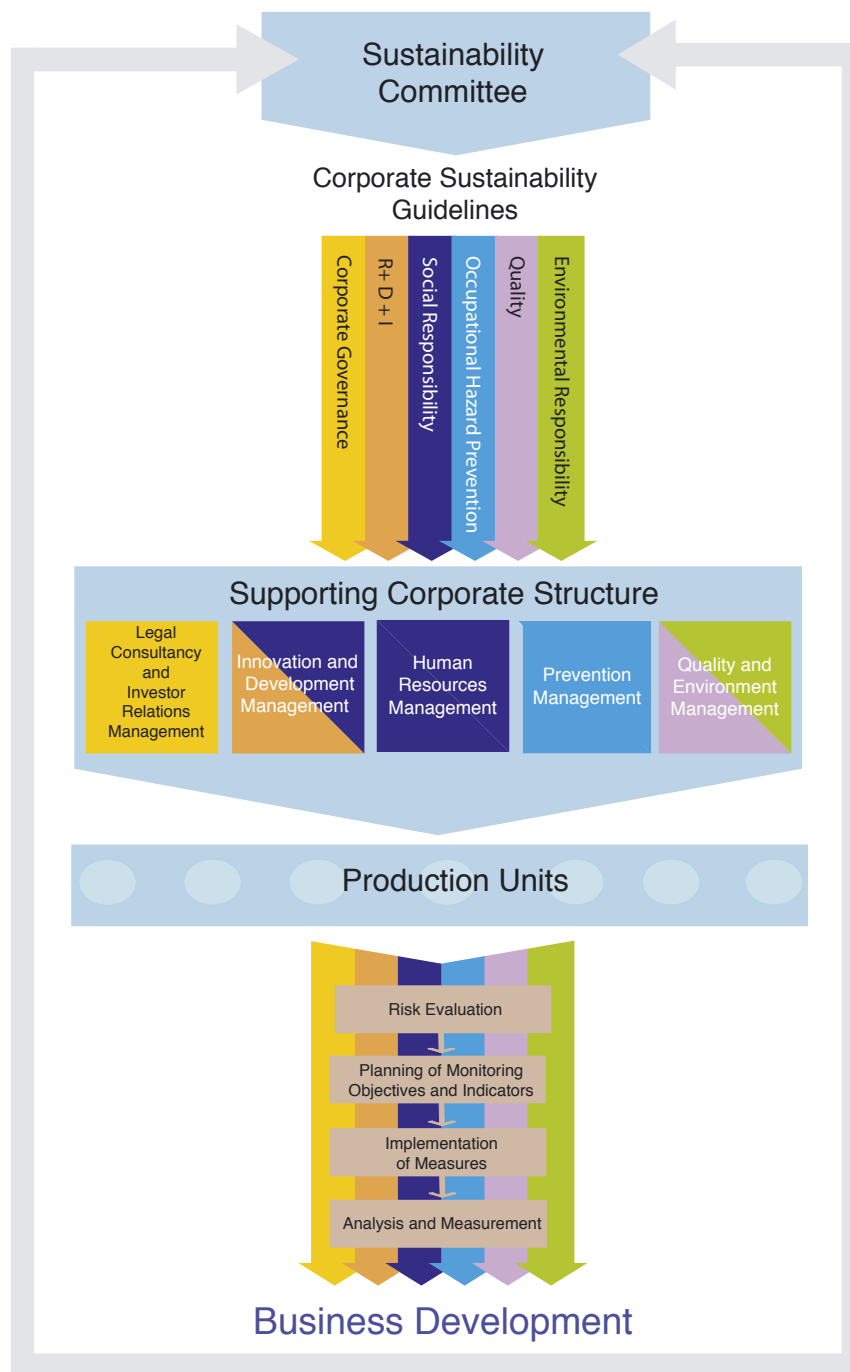 Sustainability
Committee
Corporate Sustainability
Guidelines
Corporate Governance
R+ D + I
Social Responsibility
Occupational Hazard Prevention
Quality
Environmental Responsibility
Supporting Corporate Structure
Legal
Consultancy
and
Investor
Relations
Management
Innovation and
Development
Management
Human
Resources
Management
Prevention
Management
Quality and
Environment
Management
Production Units
Risk Evaluation
Planning of Monitoring
Objectives and Indicators
Implementation
of Measures
Analysis and Measurement
Business Development